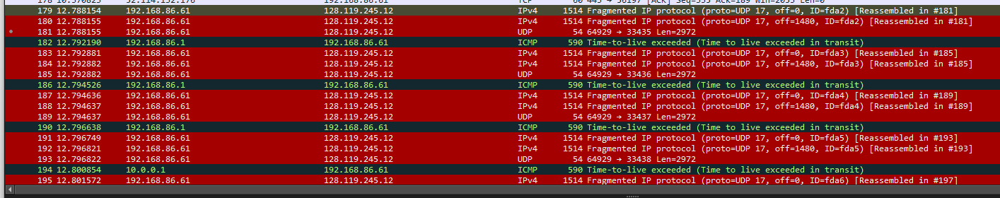 178 10.570825 52.114.132.176 192.168.86.61 TCP 60 443 → 56197 [ACK] Seq=555 Ack=189 Win=2053 Len=0
179 12.788154 192.168.86.61 128.119.245.12 IPv4 1514 Fragmented IP protocol (proto=UDP 17, off=0, ID=fda2) [Reassembled in #181]
180 12.788155 192.168.86.61 128.119.245.12 IPv4 1514 Fragmented IP protocol (proto=UDP 17, off=1480, ID=fda2) [Reassembled in #181]
181 12.788155 192.168.86.61 128.119.245.12 UDP 54 64929 → 33435 Len=2972
182 12.792190 192.168.86.1 192.168.86.61 ICMP 590 Time-to-live exceeded (Time to live exceeded in transit)
183 12.792881 192.168.86.61 128.119.245.12 IPv4 1514 Fragmented IP protocol (proto=UDP 17, off=0, ID=fda3) [Reassembled in #185]
184 12.792882 192.168.86.61 128.119.245.12 IPv4 1514 Fragmented IP protocol (proto=UDP 17, off=1480, ID=fda3) [Reassembled in #185]
185 12.792882 192.168.86.61 128.119.245.12 UDP 54 64929 → 33436 Len=2972
186 12.794526 192.168.86.1 192.168.86.61 ICMP 590 Time-to-live exceeded (Time to live exceeded in transit)
187 12.794636 192.168.86.61 128.119.245.12 IPv4 1514 Fragmented IP protocol (proto=UDP 17, off=0, ID=fda4) [Reassembled in #189]
188 12.794637 192.168.86.61 128.119.245.12 IPv4 1514 Fragmented IP protocol (proto=UDP 17, off=1480, ID=fda4) [Reassembled in #189]
189 12.794637 192.168.86.61 128.119.245.12 UDP 54 64929 → 33437 Len=2972
190 12.796638 192.168.86.1 192.168.86.61 ICMP 590 Time-to-live exceeded (Time to live exceeded in transit)
191 12.796749 192.168.86.61 128.119.245.12 IPv4 1514 Fragmented IP protocol (proto=UDP 17, off=0, ID=fda5) [Reassembled in #193]
192 12.796821 192.168.86.61 128.119.245.12 IPv4 1514 Fragmented IP protocol (proto=UDP 17, off=1480, ID=fda5) [Reassembled in #193]
193 12.796822 192.168.86.61 128.119.245.12 UDP 54 64929 → 33438 Len=2972
194 12.800854 10.0.0.1 192.168.86.61 ICMP 590 Time-to-live exceeded (Time to live exceeded in transit)
195 12.801572 192.168.86.61 128.119.245.12 IPv4 1514 Fragmented IP protocol (proto=UDP 17, off=0, ID=fda6) [Reassembled in #197]